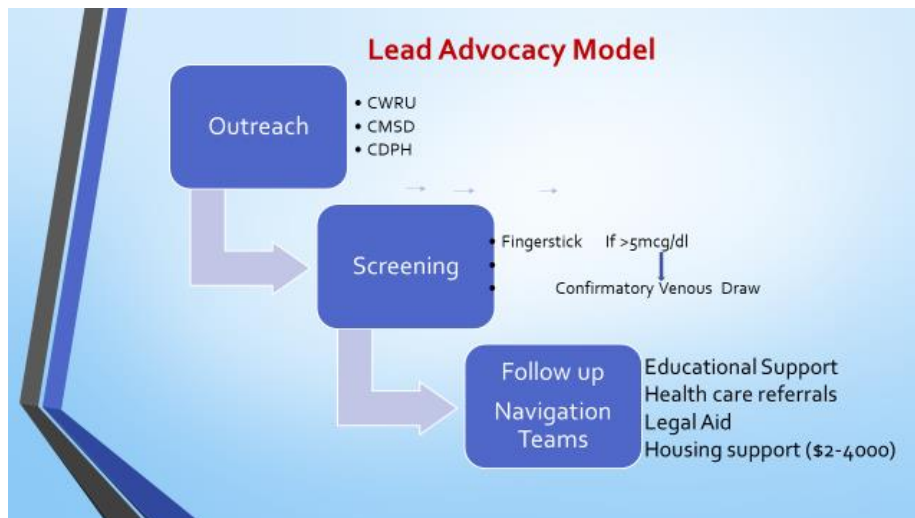 Lead Advocacy Model
Outreach
• CWRU
• CMSD
• CDPH
Screening
• Fingerstick If >5mcg/dl
•
• Confirmatory Venous Draw
Follow up
Navigation
Teams
Educational Support
Health care referrals
Legal Aid
Housing support ($2-4000)